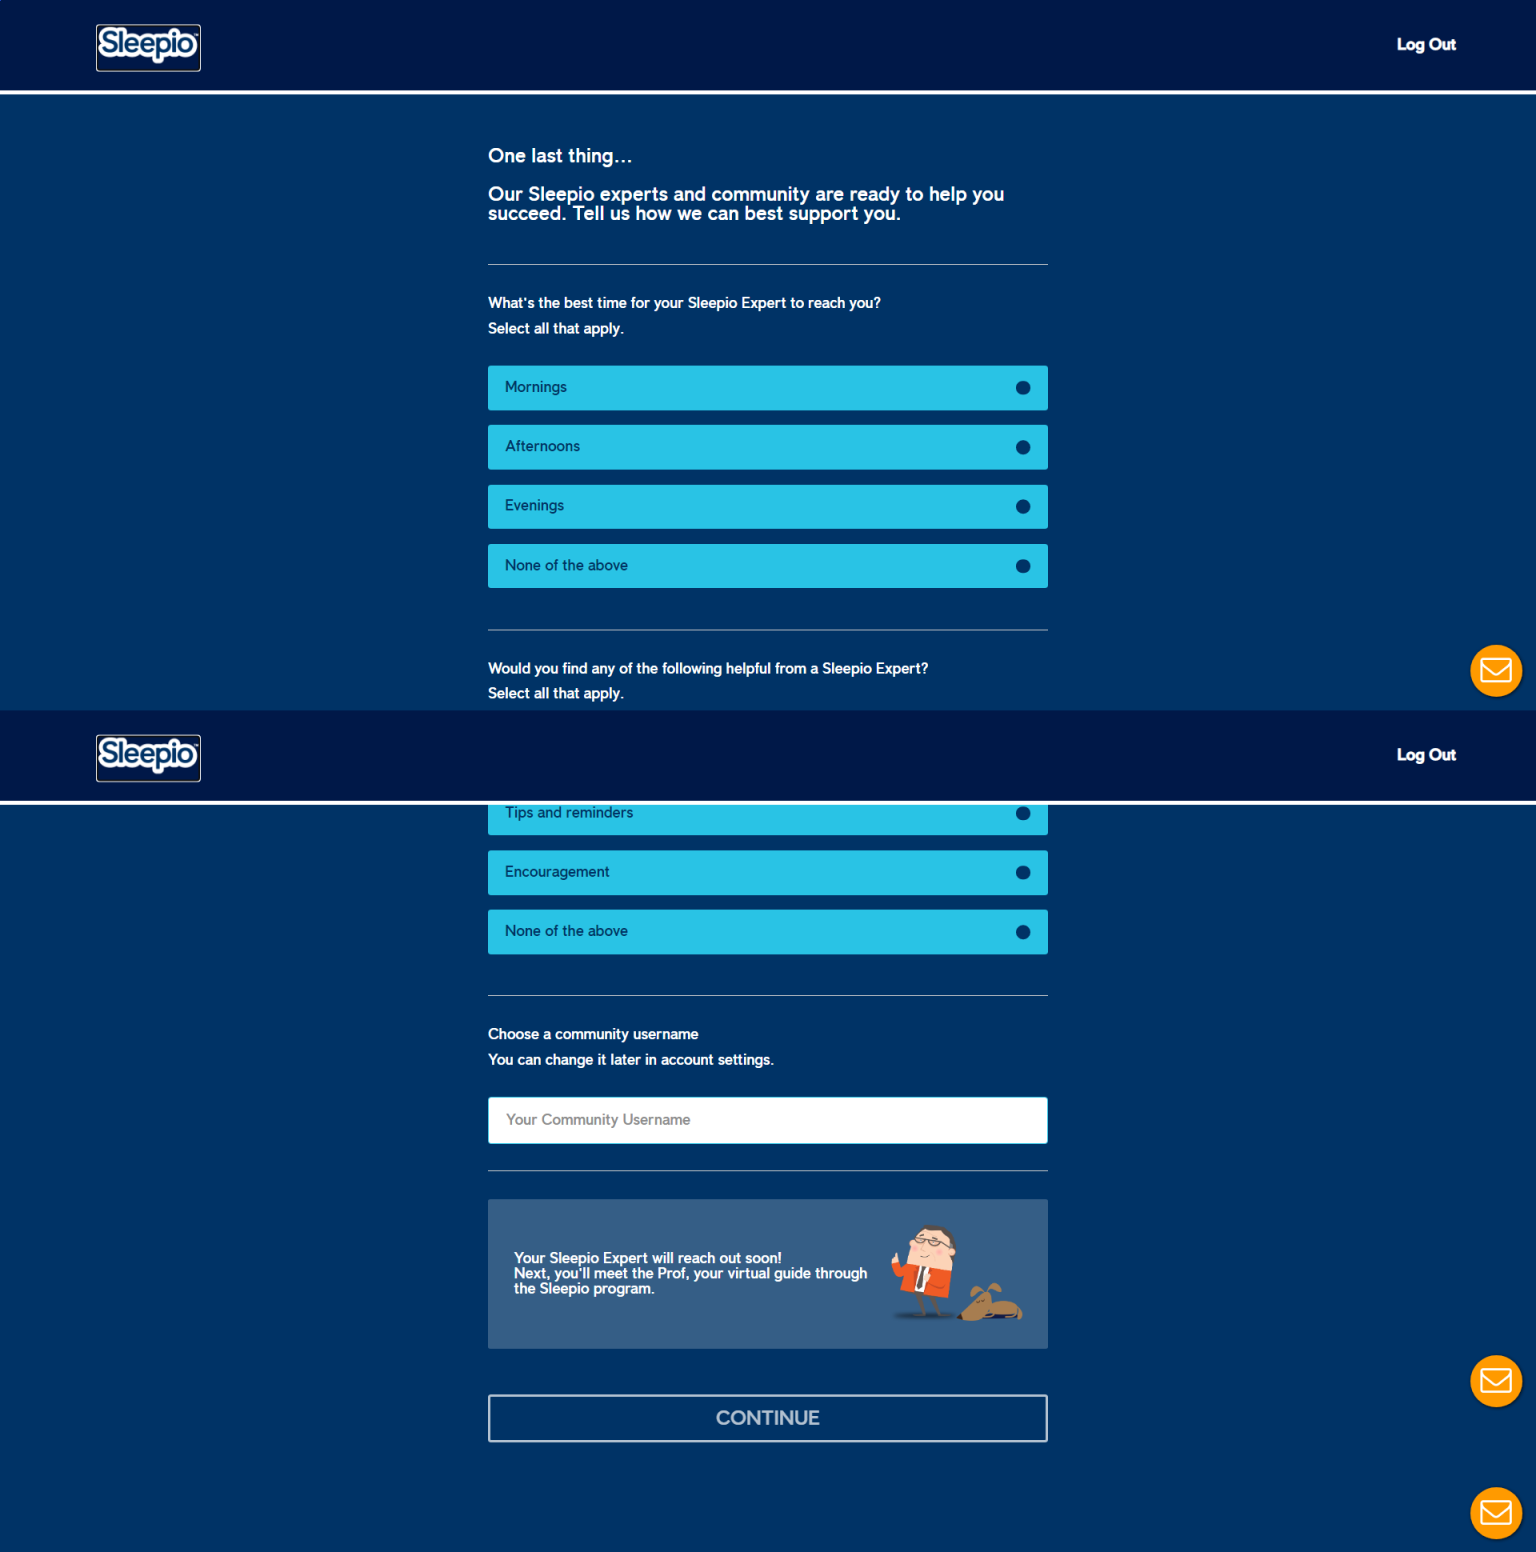 Sleepio™
Log Out
One last thing...
Our Sleepio experts and community are ready to help you
succeed. Tell us how we can best support you.
What's the best time for your Sleepio Expert to reach you?
Select all that apply.
Mornings
Afternoons
Evenings
None of the above
Would you find any of the following helpful from a Sleepio Expert?
Select all that apply.
Sleepio™
Log Out
Tips and reminders
Encouragement
None of the above
Choose a community username
You can change it later in account settings.
Your Community Username
Your Sleepio Expert will reach out soon!
Next, you'll meet the Prof, your virtual guide through
the Sleepio program.
CONTINUE